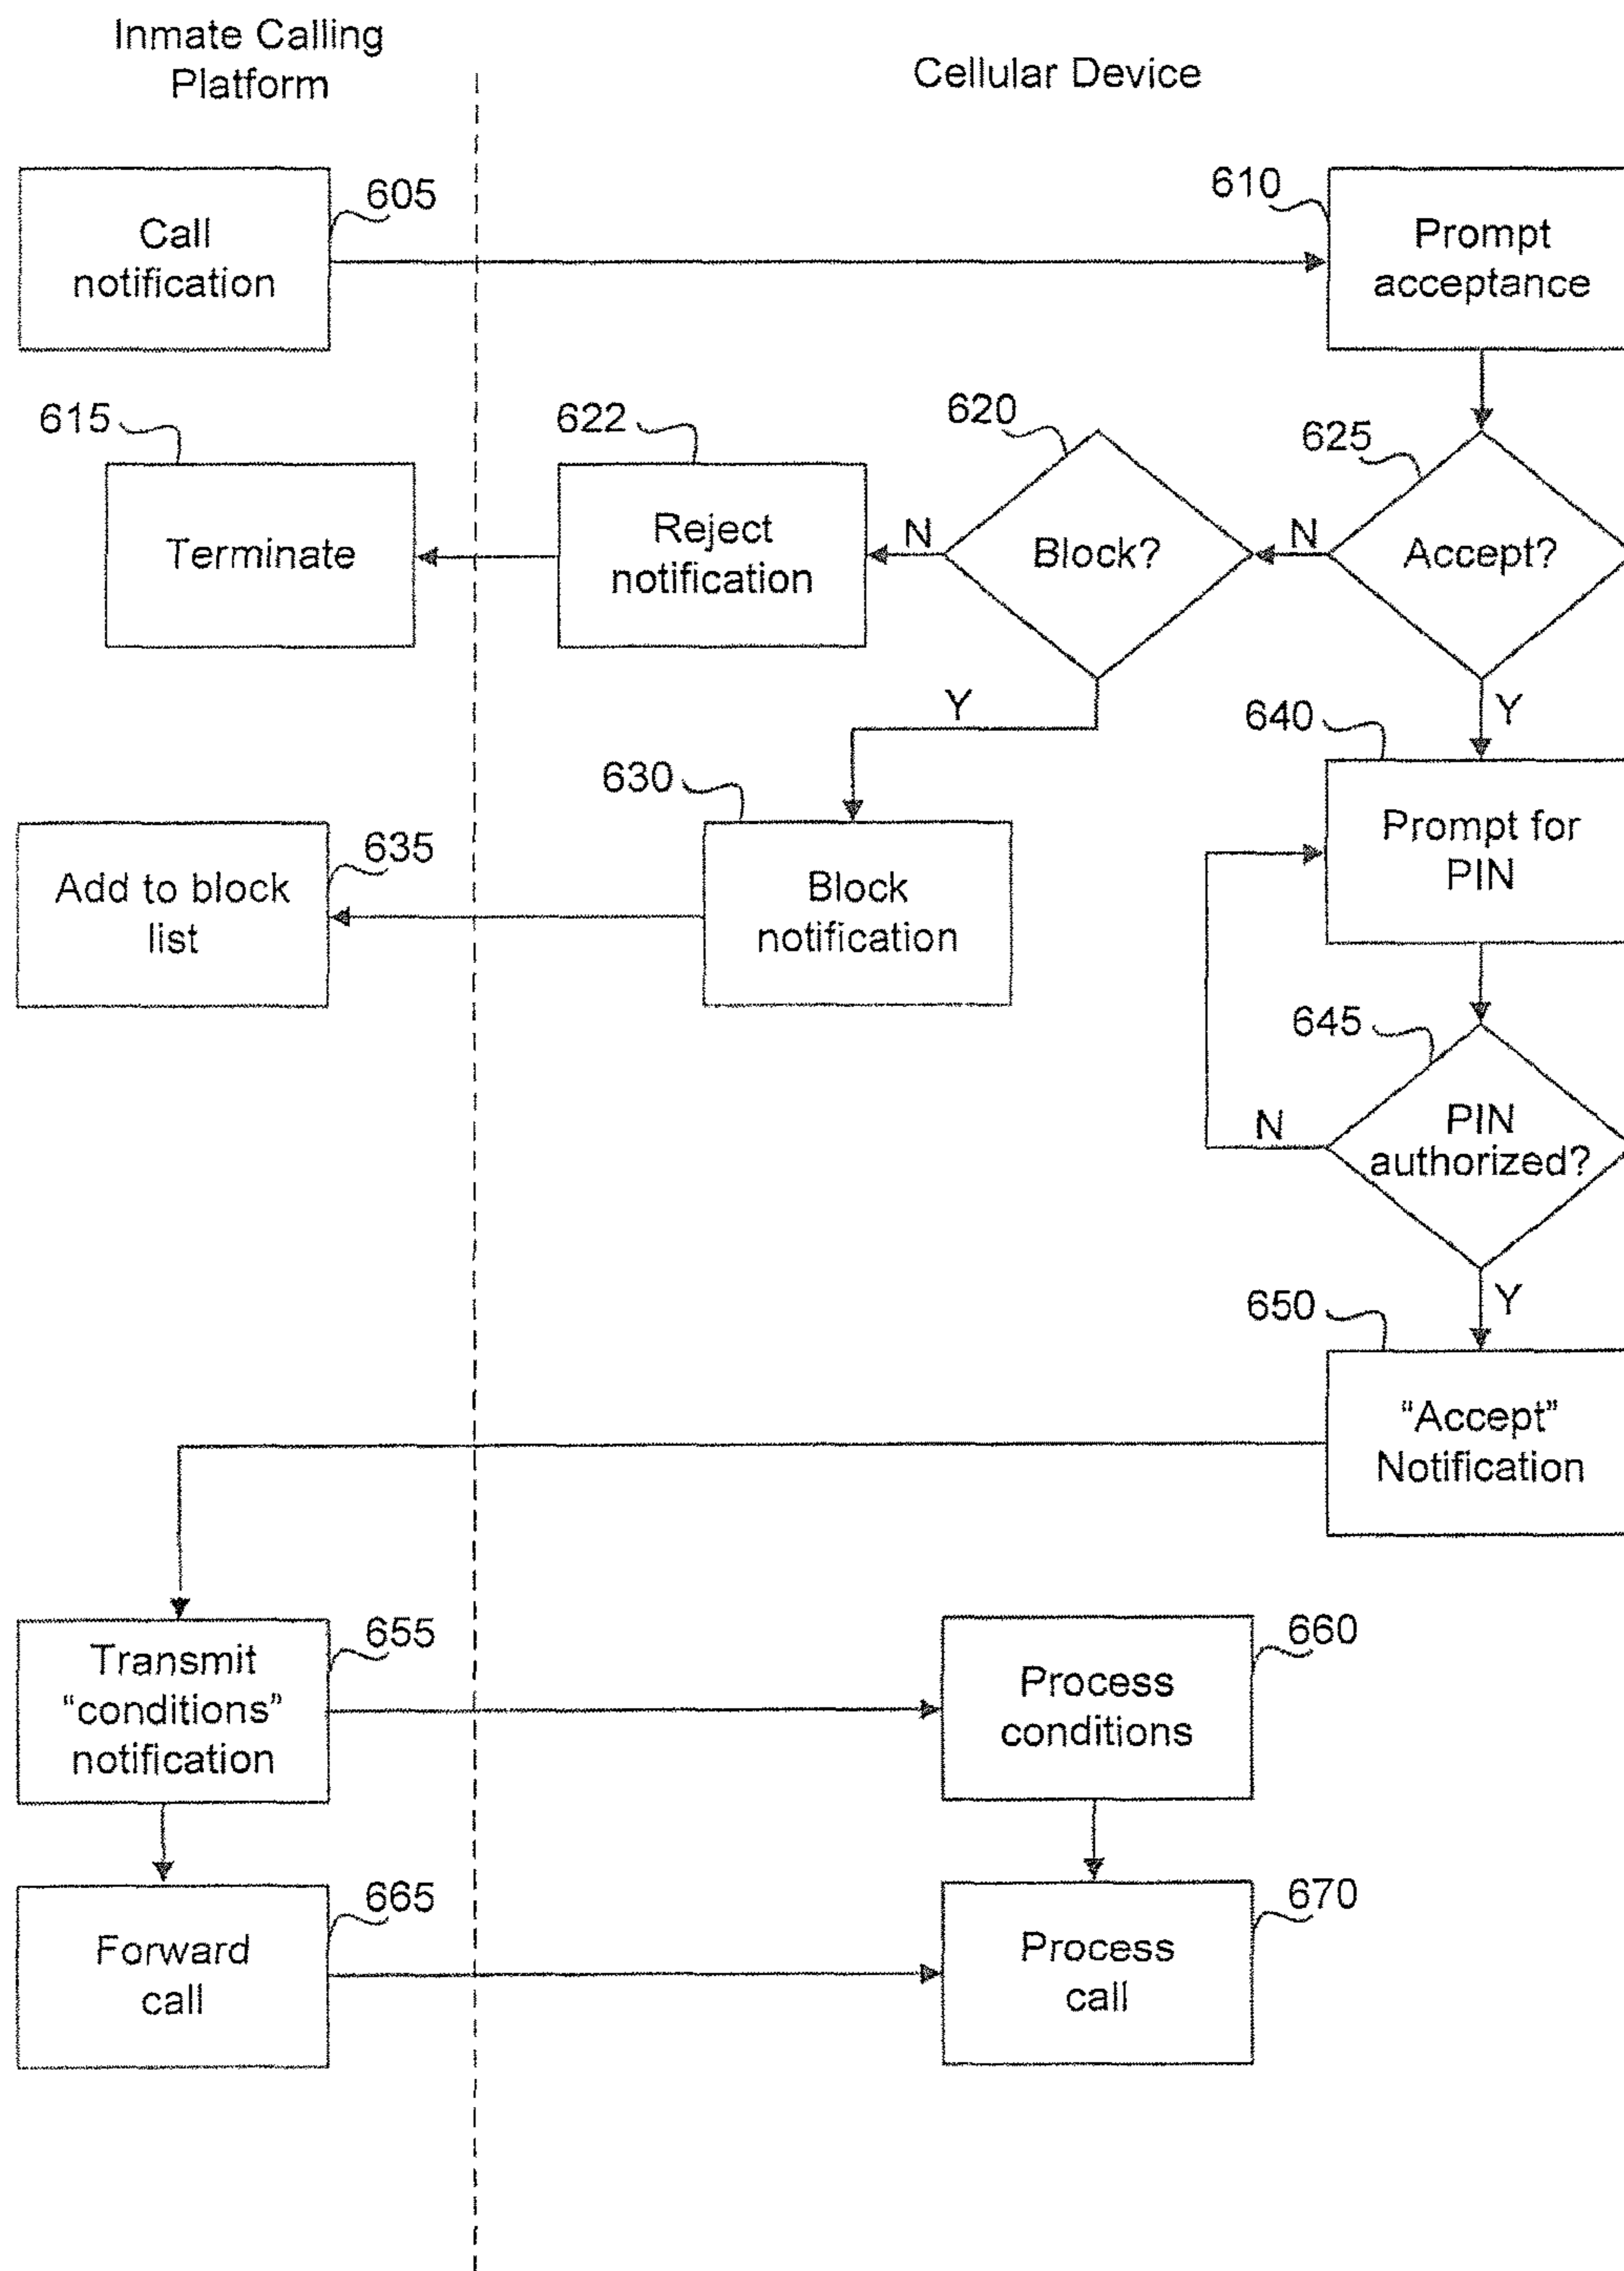 Inmate Calling
Platform
Cellular Device
605
Call
notification
610
Prompt
acceptance
615
Terminate
622
Reject
notification
N
620
Block?
N
625
Accept?
Y
Y
640
Prompt for
PIN
630
Block
notification
635
Add to block
list
645
PIN
authorized?
N
Y
650
“Accept”
Notification
655
Transmit
“conditions”
notification
660
Process
conditions
665
Forward
call
670
Process
call